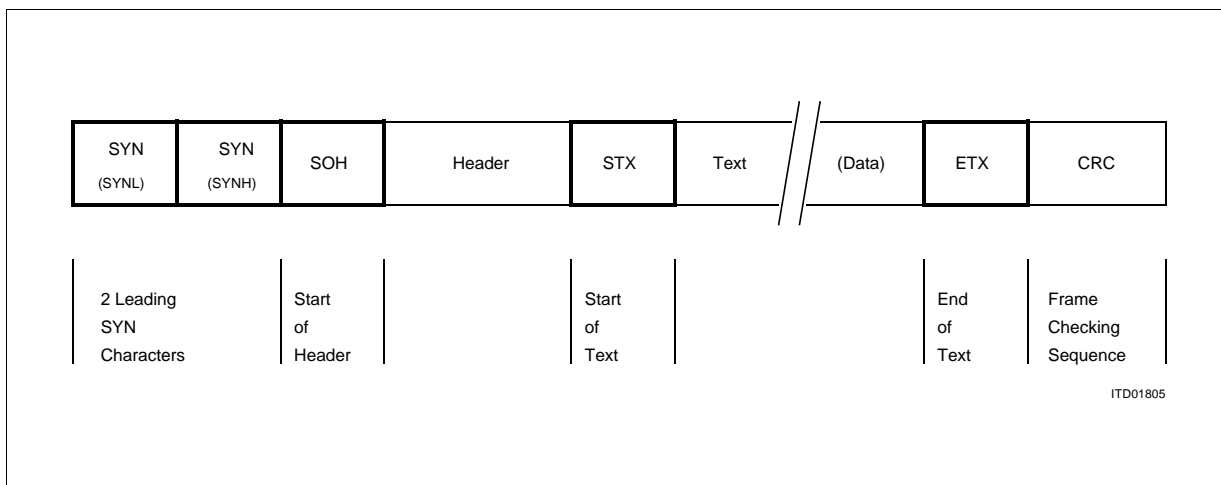 SYN SYN SOH Header STX Text (Data) ETX CRC
(SYNL) (SYNH)
2 Leading Start Start End Frame
SYN of of of Checking
Characters Header Text Text Sequence
ITD01805